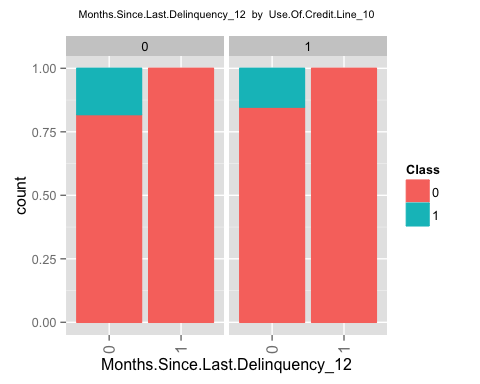 Months.Since.Last.Delinquency_12 by Use.Of.Credit.Line_10
0 1
1.00
0.75
0.50
0.25
0.00
count
0 1 0 1
Months.Since.Last.Delinquency_12
Class
0
1